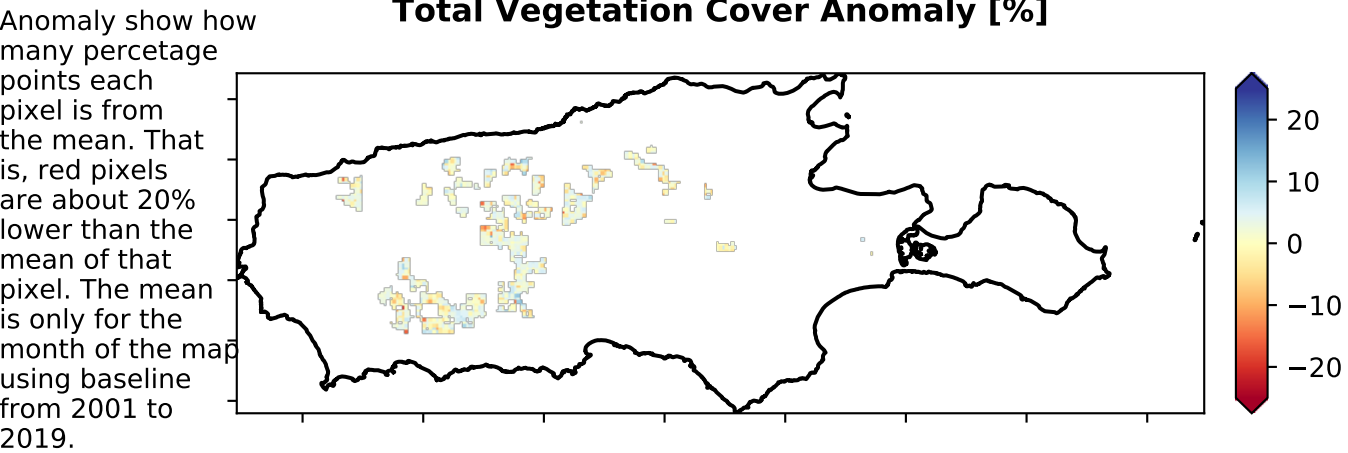 Total Vegetation Cover Anomaly [%]
Anomaly show how
many percetage
points each
pixel is from
the mean. That
is, red pixels
are about 20%
lower than the
mean of that
pixel. The mean
is only for the
month of the map
using baseline
from 2001 to
2019.
20
10
0
−10
−20